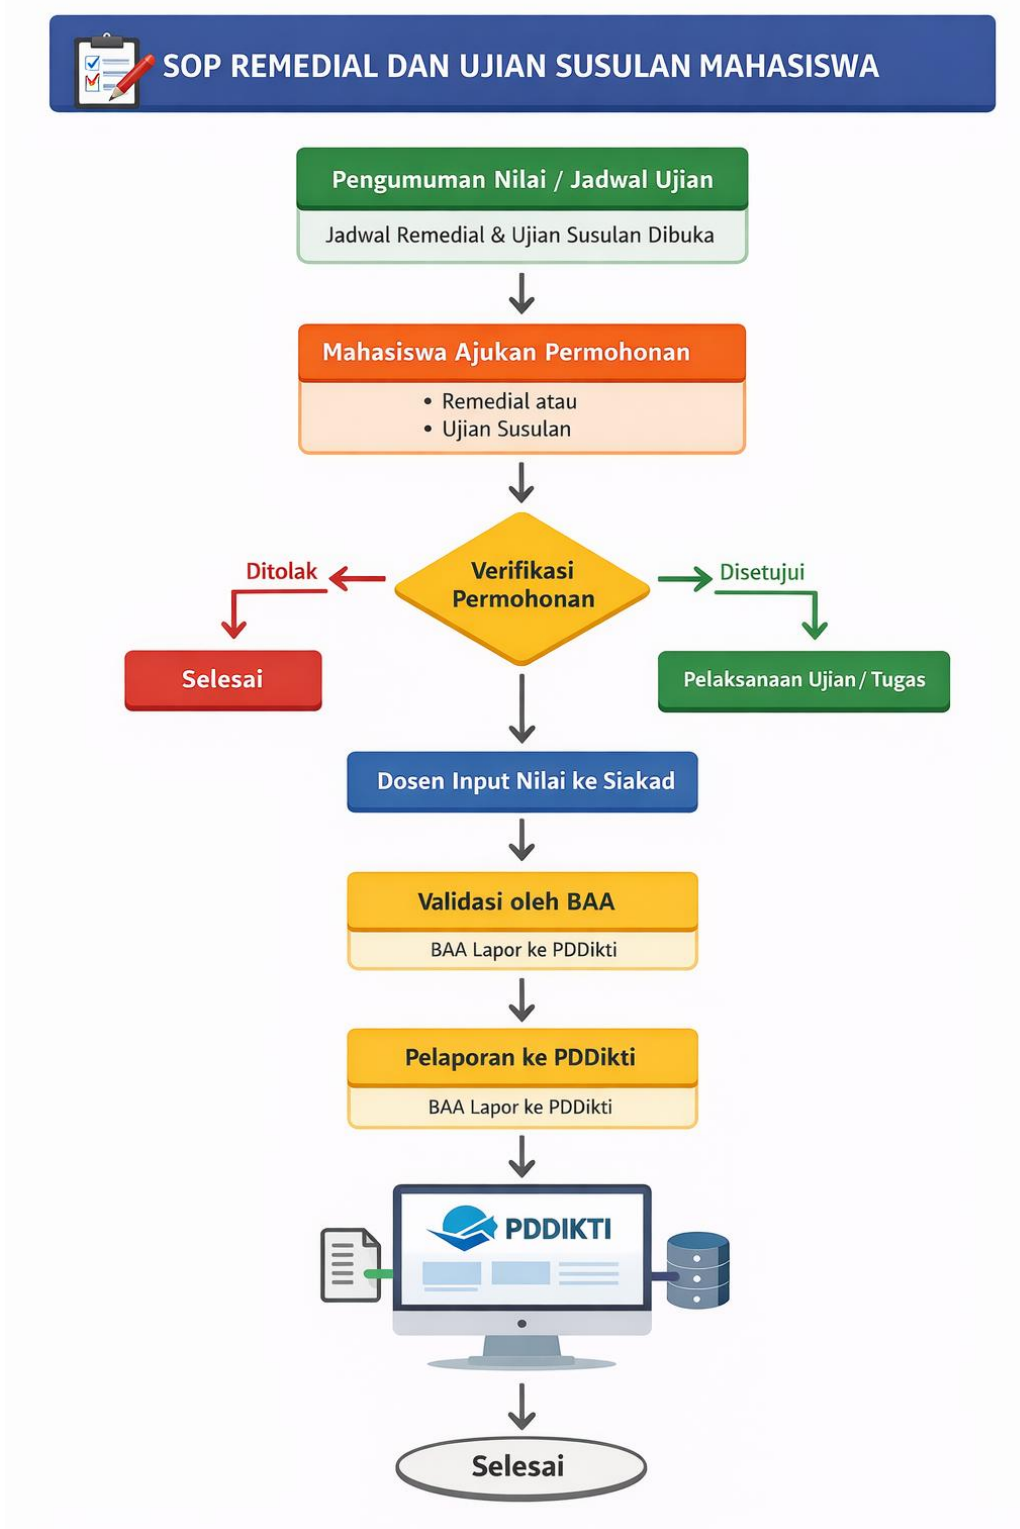 SOP REMEDIAL DAN UJIAN SUSULAN MAHASISWA
Pengumuman Nilai / Jadwal Ujian
Jadwal Remedial & Ujian Susulan Dibuka
Mahasiswa Ajukan Permohonan
• Remedial atau
• Ujian Susulan
Verifikasi
Permohonan
Ditolak
Disetujui
Selesai
Pelaksanaan Ujian / Tugas
Dosen Input Nilai ke Siakad
Validasi oleh BAA
BAA Lapor ke PDDikti
Pelaporan ke PDDikti
BAA Lapor ke PDDikti
PDDIKTI
Selesai